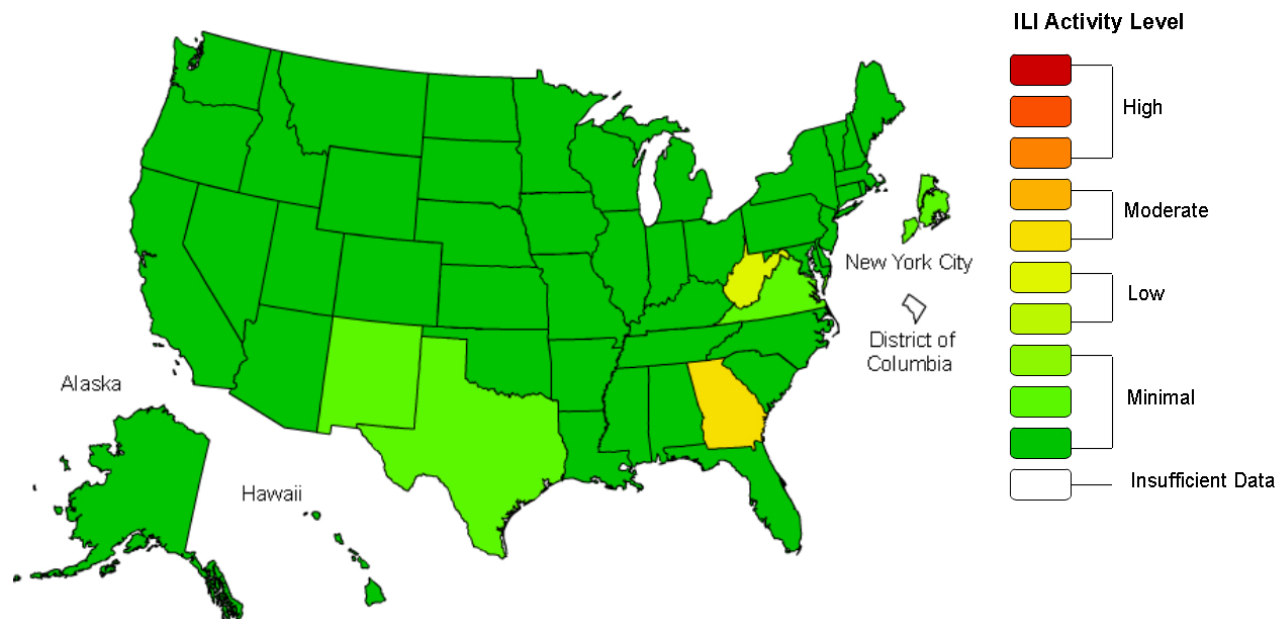 ILI Activity Level
High
Moderate
New York City
Low
District of
Columbia
Alaska
Minimal
Hawaii
Insufficient Data